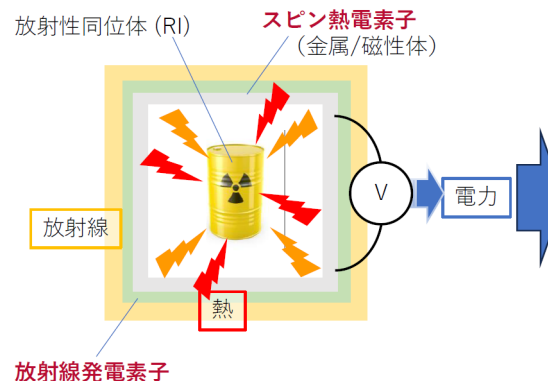 放射性同位体 (RI)
スピン熱電素子
（金属/磁性体）
V
電力
放射線
熱
放射線発電素子